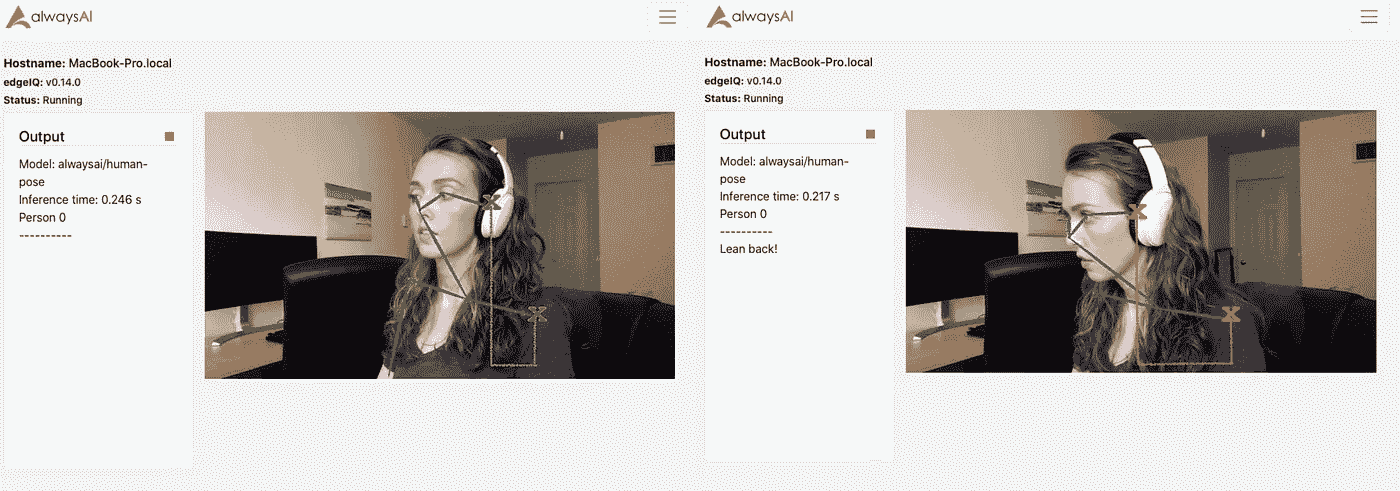 alwaysAI
Hostname: MacBook-Pro.local
edgeIQ: v0.14.0
Status: Running
Output
Model: alwaysai/human-
pose
Inference time: 0.246 s
Person 0
----------
alwaysAI
Hostname: MacBook-Pro.local
edgeIQ: v0.14.0
Status: Running
Output
Model: alwaysai/human-
pose
Inference time: 0.217 s
Person 0
----------
Lean back!